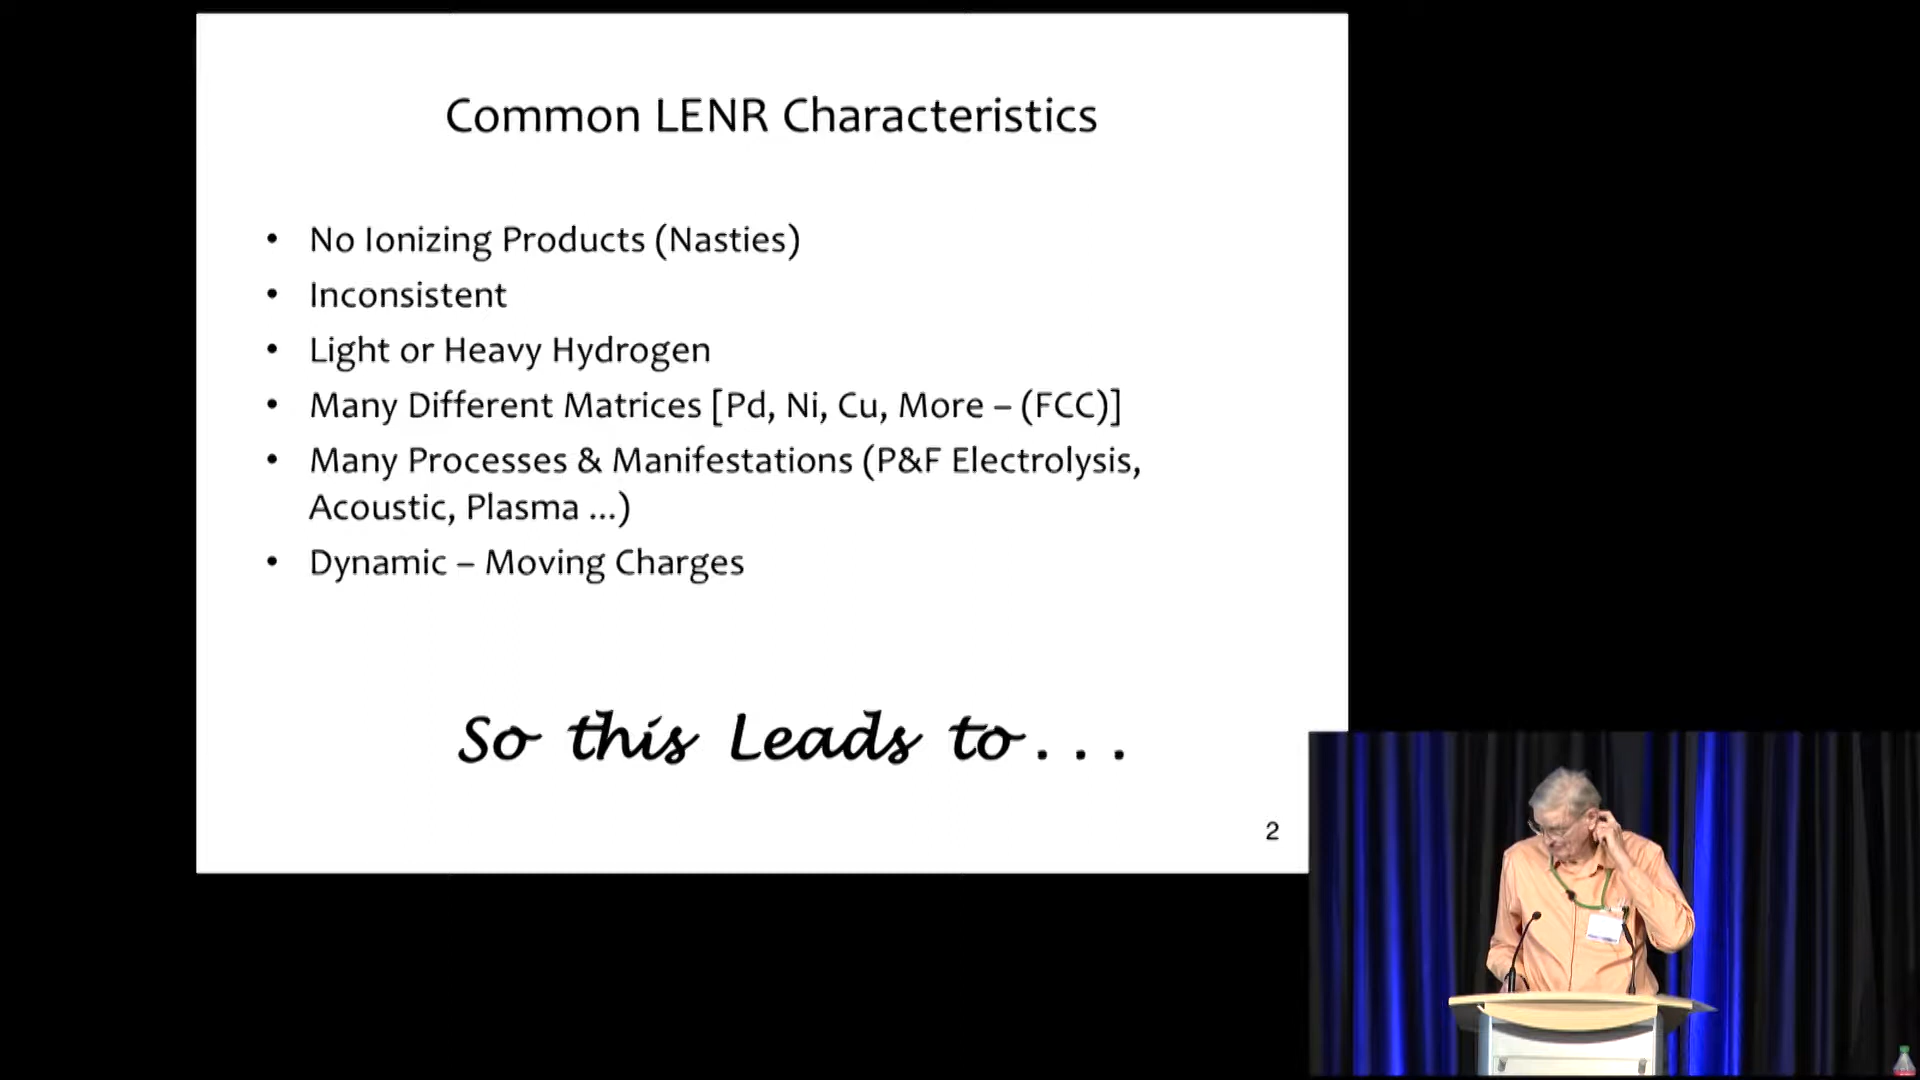 Common LENR Characteristics
• No Ionizing Products (Nasties)
• Inconsistent
• Light or Heavy Hydrogen
• Many Different Matrices [Pd, Ni, Cu, More – (FCC)]
• Many Processes & Manifestations (P&F Electrolysis,
Acoustic, Plasma ...)
• Dynamic – Moving Charges
So this Leads to . . .
2